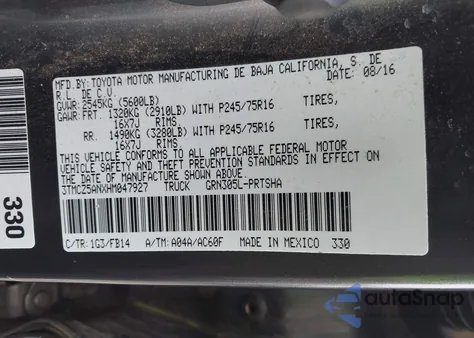 MFD.BY: TOYOTA MOTOR MANUFACTURING DE BAJA CALIFORNIA, S. DE
R.L. DE C.V. DATE: 08/16
GVWR: 2545KG (5600LB)
GAWR: FRT. 1320KG (2910LB) WITH P245/75R16 TIRES,
16X7J RIMS
RR. 1490KG (3280LB) WITH P245/75R16 TIRES,
16X7J RIMS
THIS VEHICLE CONFORMS TO ALL APPLICABLE FEDERAL MOTOR
VEHICLE SAFETY AND THEFT PREVENTION STANDARDS IN EFFECT ON
THE DATE OF MANUFACTURE SHOWN ABOVE.
3TMCZ5ANXHM047927 TRUCK GRN305L-PRTSHA
C/TR: 1G3/FB14 A/TM: A04A/AC60F MADE IN MEXICO 330
330
autoSnap